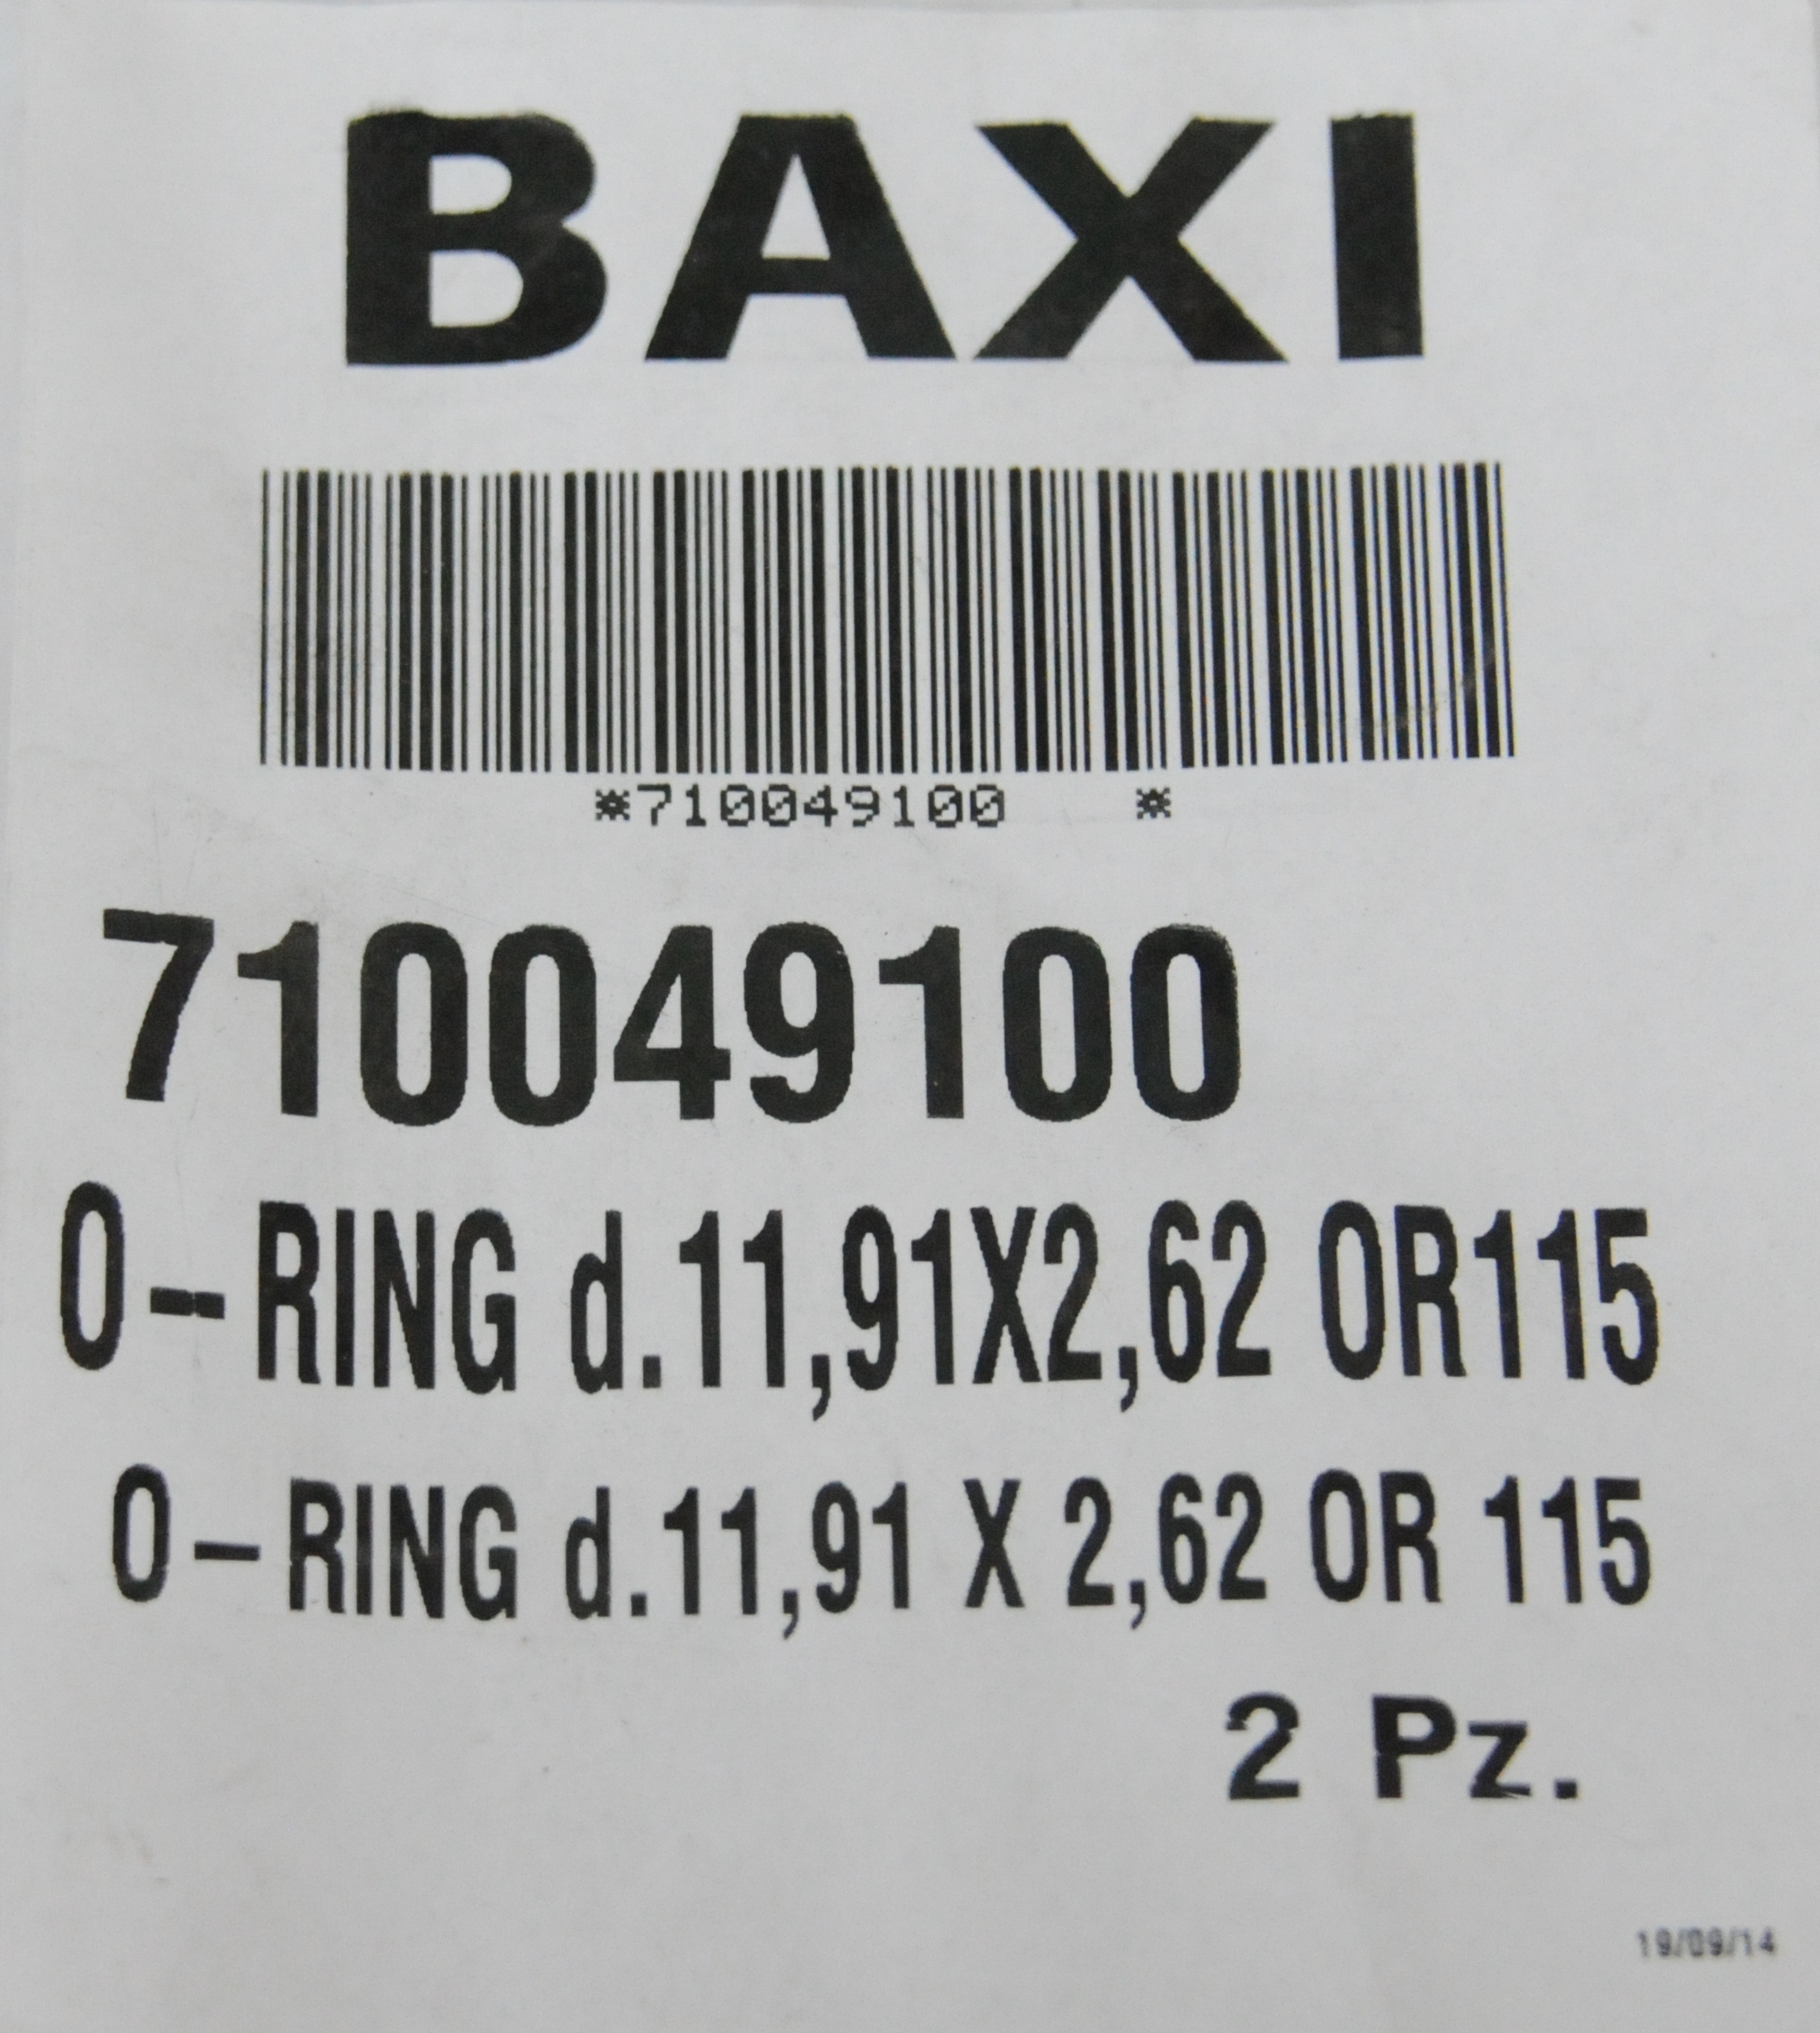 BAXI
*710049100 *
710049100
O-RING d.11,91X2,62 OR115
O-RING d.11,91 X 2,62 OR 115
2 Pz.
19/09/14